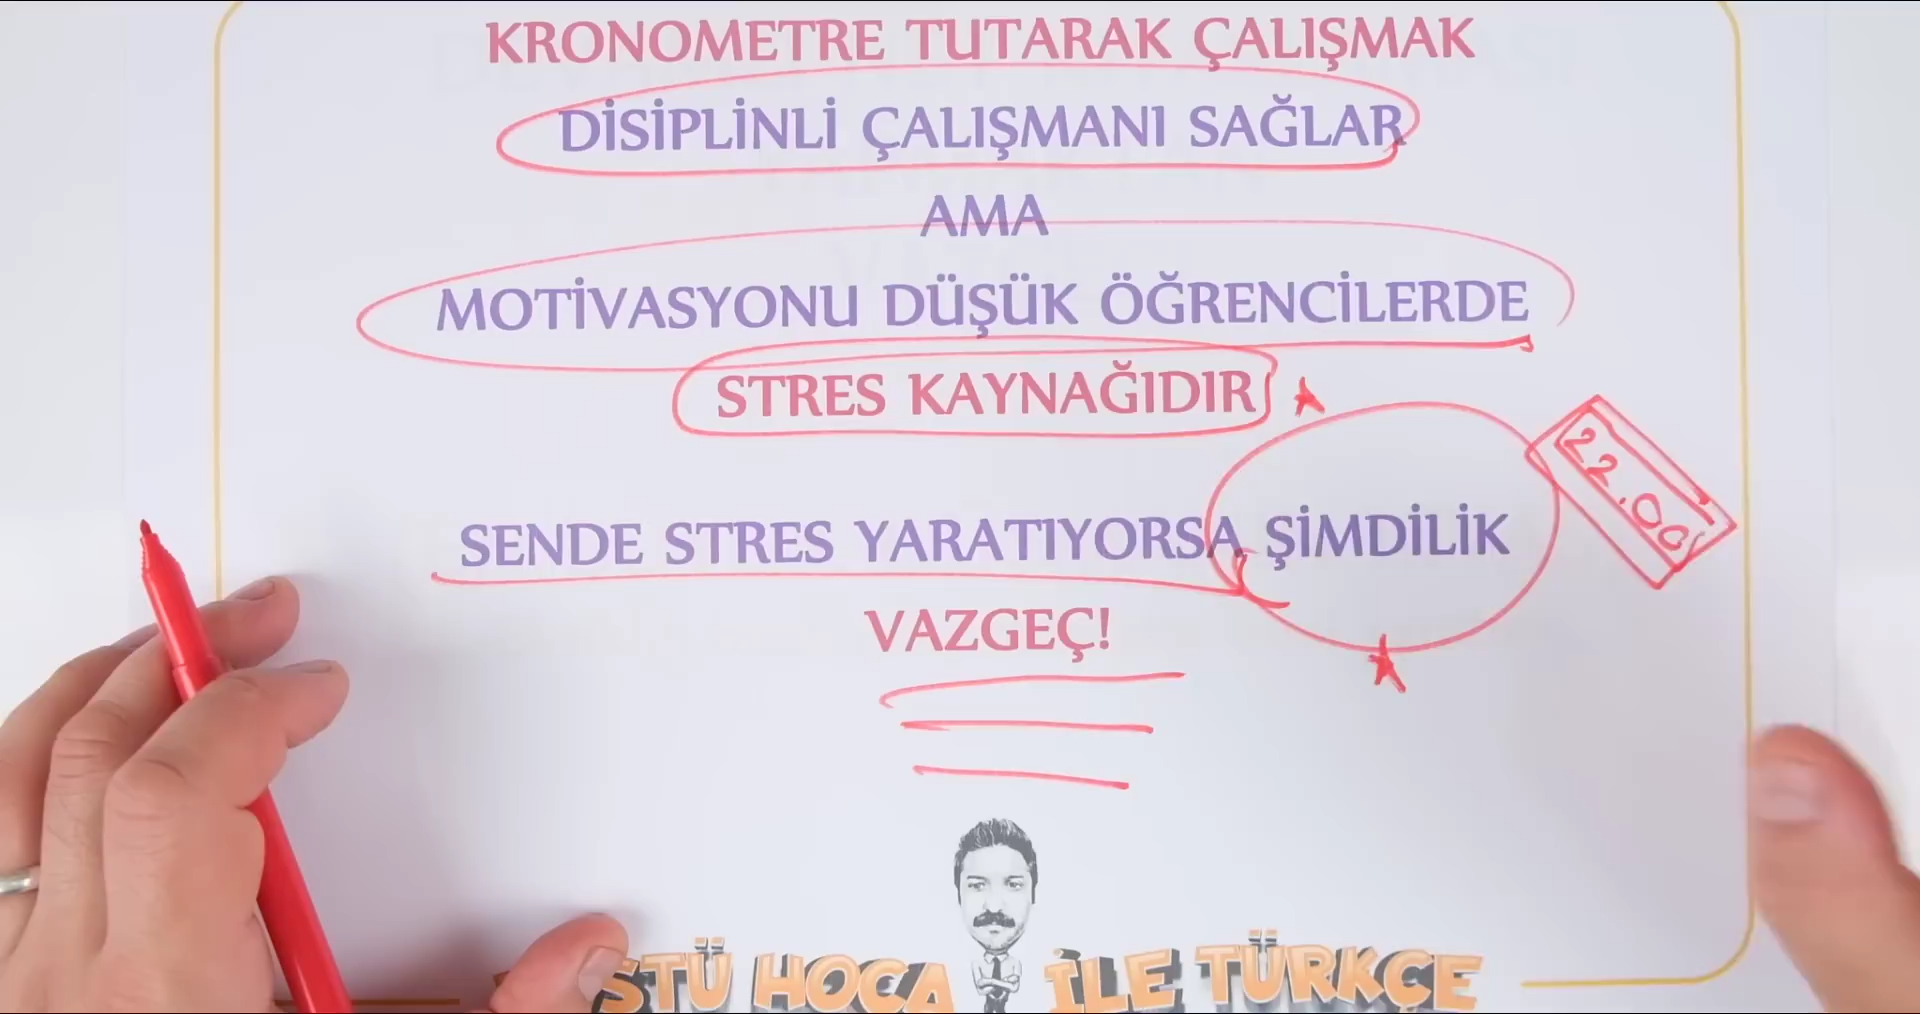 KRONOMETRE TUTARAK ÇALIŞMAK
DİSİPLİNLİ ÇALIŞMANI SAĞLAR
AMA
MOTİVASYONU DÜŞÜK ÖĞRENCİLERDE
STRES KAYNAĞIDIR
22.00
SENDE STRES YARATIYORSA ŞİMDİLİK
VAZGEÇ!
STÜ HOCA İLE TÜRKÇE